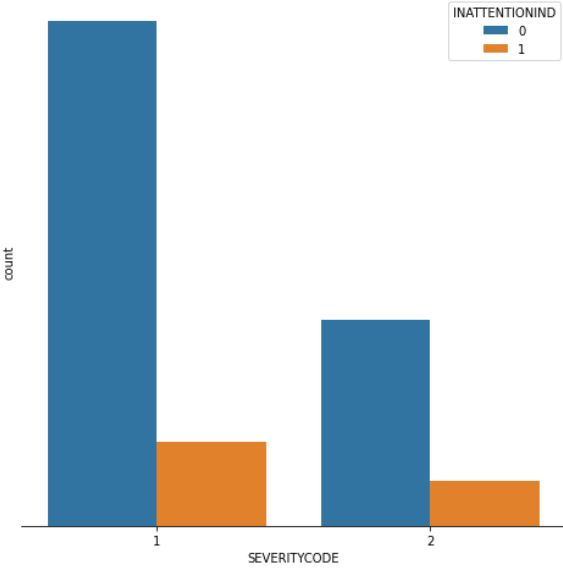 INATTENTIONIND
0
1
count
1
2
SEVERITYCODE